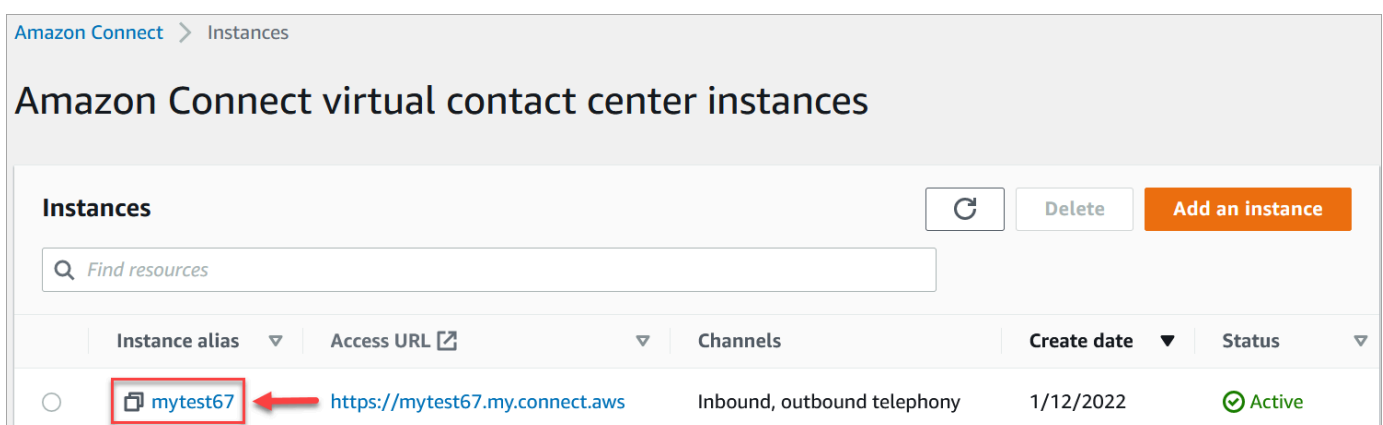 Amazon Connect > Instances
Amazon Connect virtual contact center instances
Instances
Delete
Add an instance
Find resources
Instance alias Access URL Channels Create date Status
mytest67 https://mytest67.my.connect.aws Inbound, outbound telephony 1/12/2022 Active